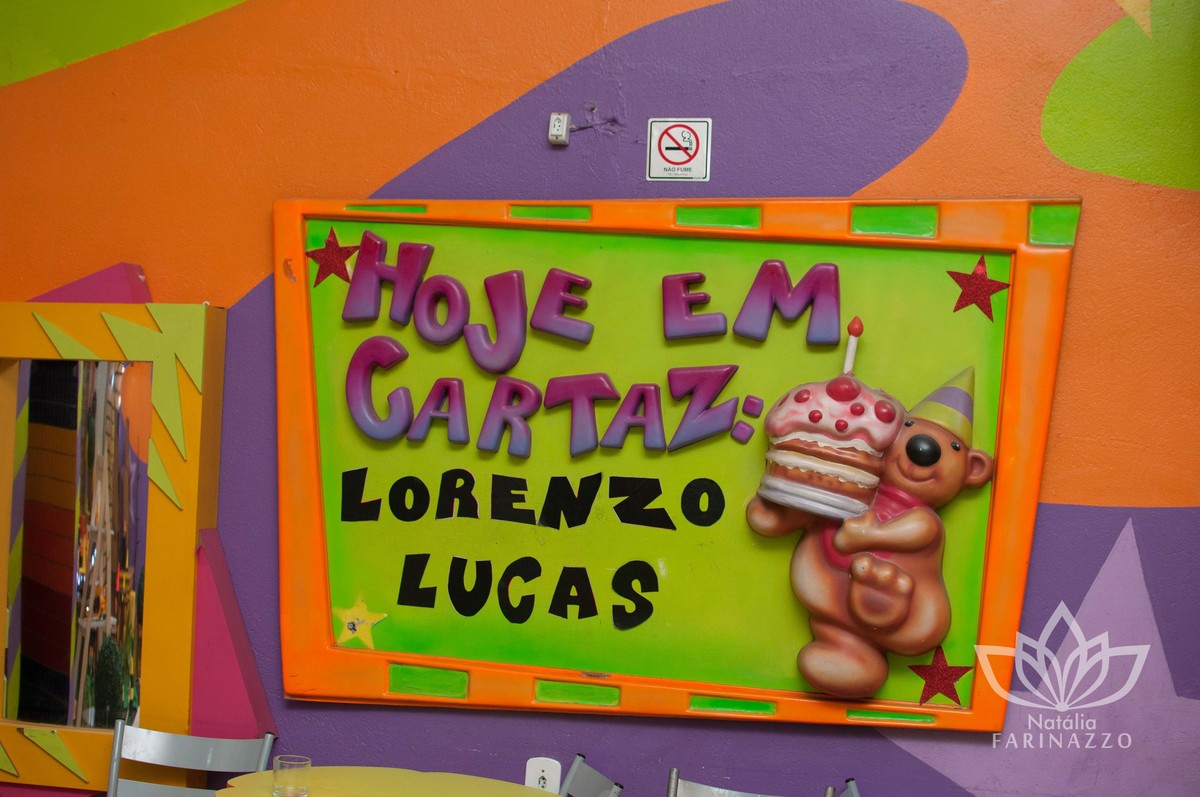 NÃO FUME
HOJE EM
CARTAZ:
LORENZO
LUCAS
Natália
FARINAZZO